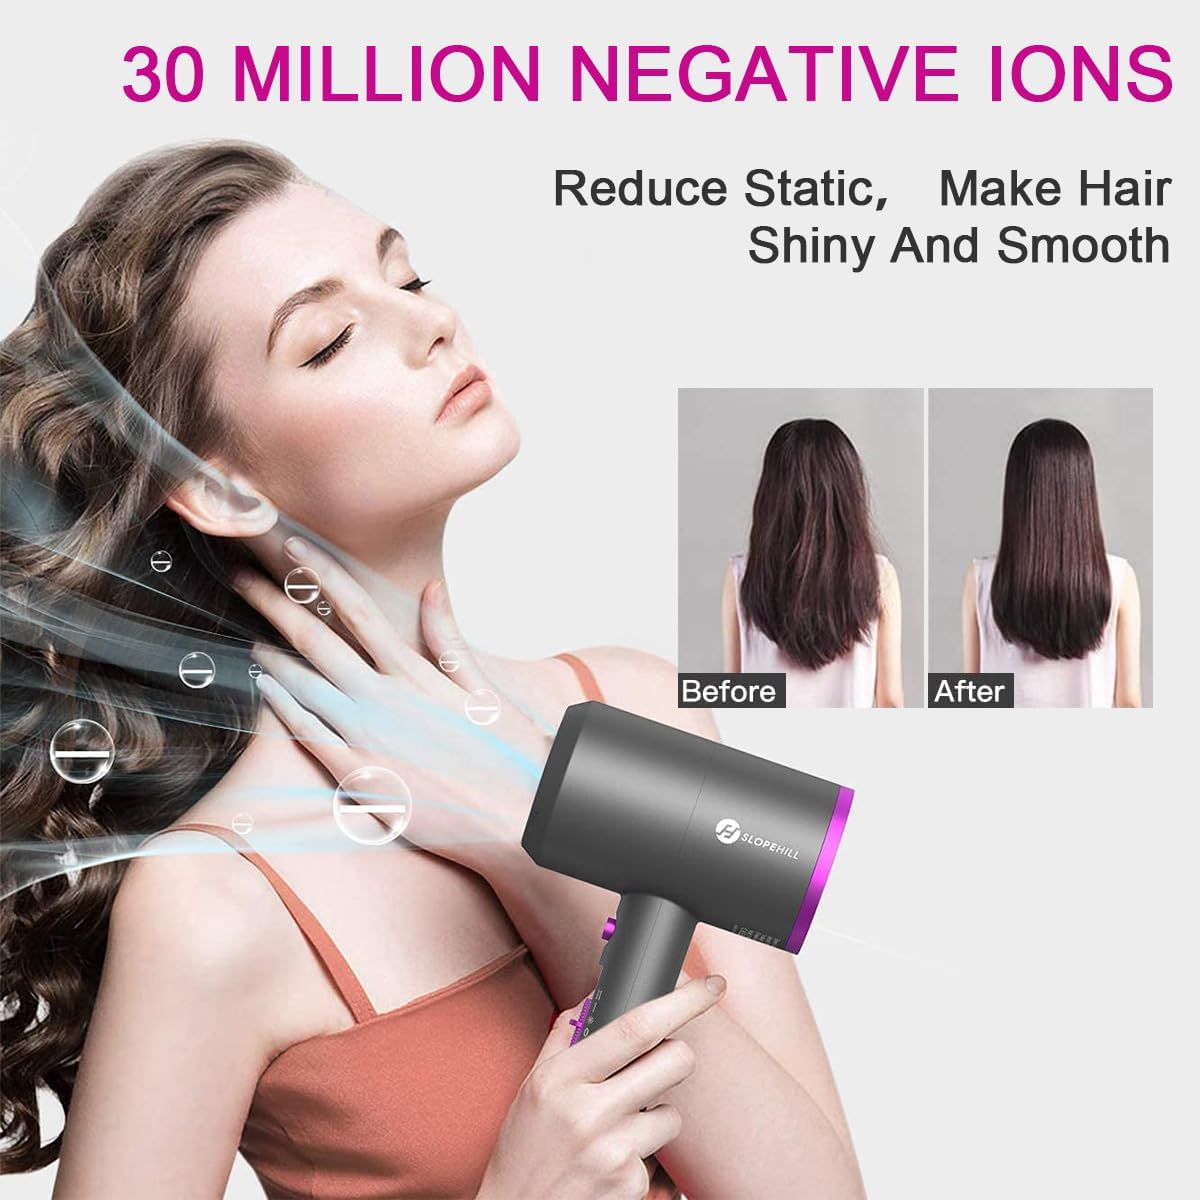 30 MILLION NEGATIVE IONS
Reduce Static, Make Hair
Shiny And Smooth
Before
After
SLOPEHILL